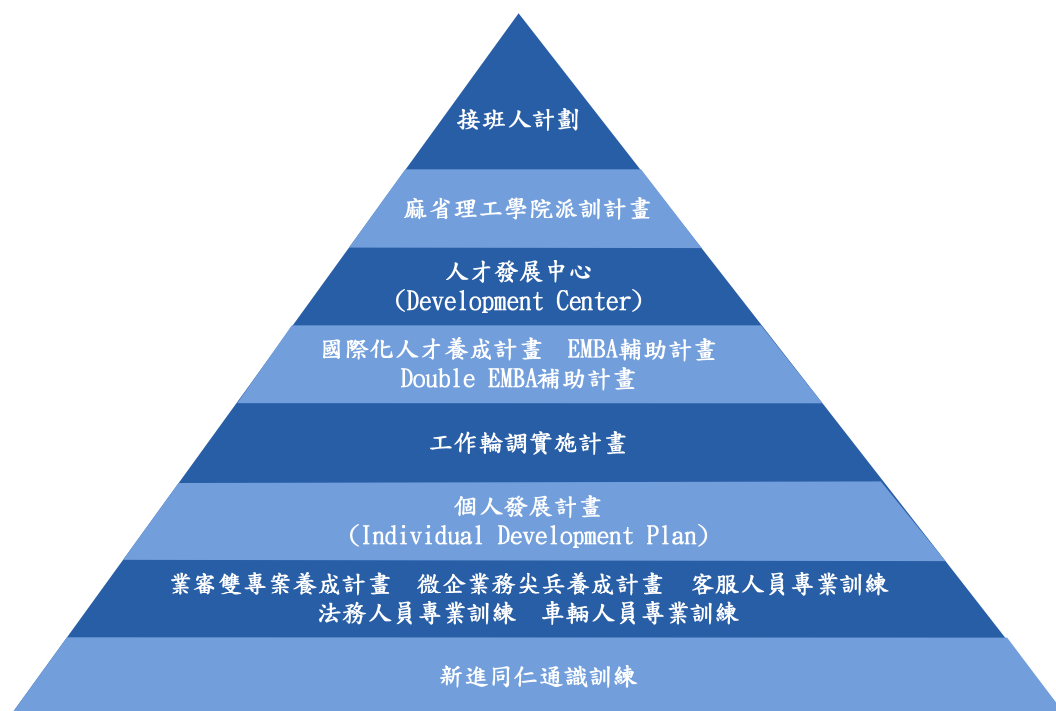 接班人計劃
麻省理工學院派訓計畫
人才發展中心
(Development Center)
國際化人才養成計畫 EMBA輔助計畫
Double EMBA補助計畫
工作輪調實施計畫
個人發展計畫
(Individual Development Plan)
業審雙專案養成計畫 微企業務尖兵養成計畫 客服人員專業訓練
法務人員專業訓練 車輛人員專業訓練
新進同仁通識訓練